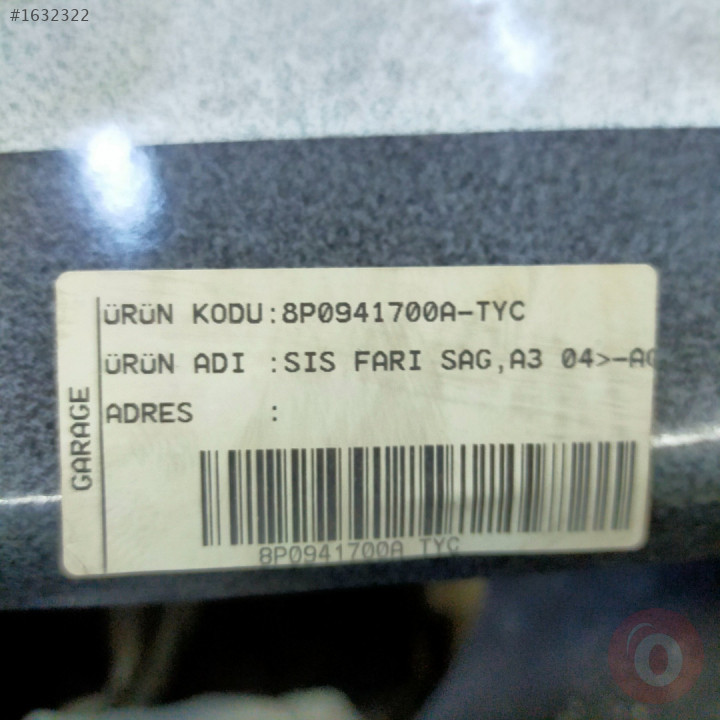 #1632322
GARAGE
ÜRÜN KODU:8P0941700A-TYC
ÜRÜN ADI :SIS FARI SAG,A3 04>-A
ADRES :
8P0941700A TYC